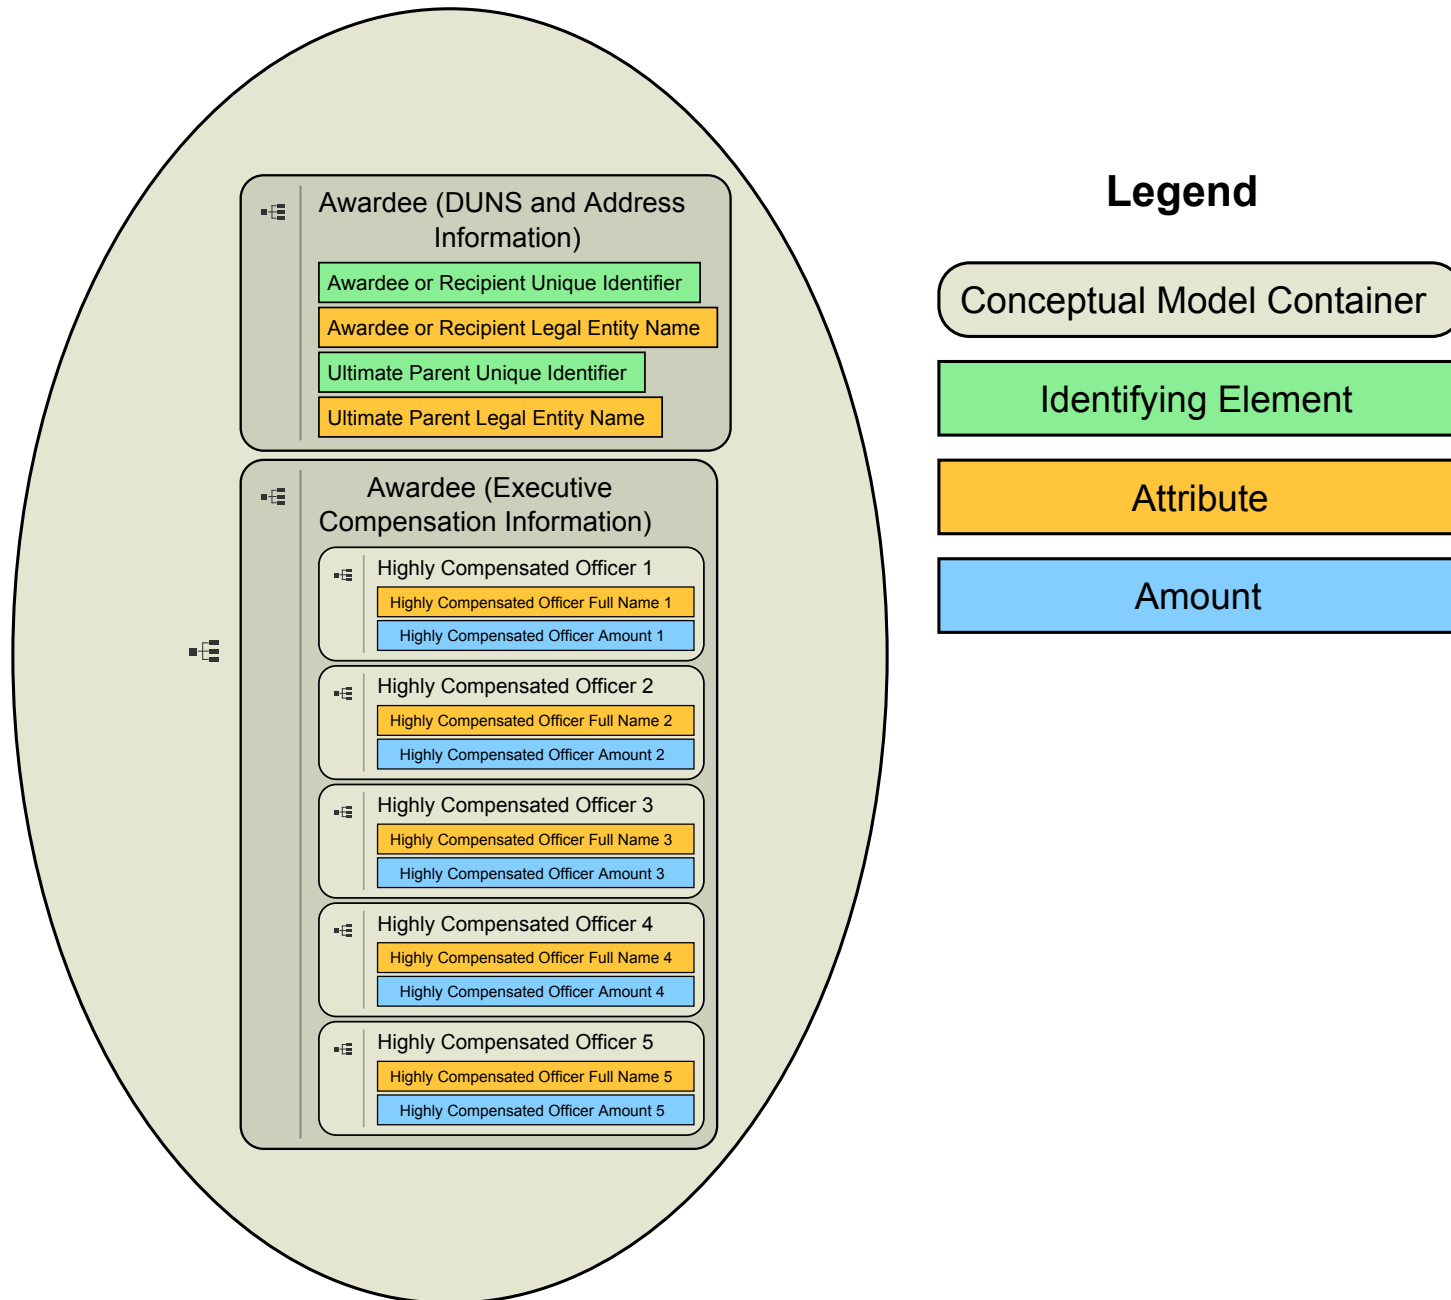 Awardee (DUNS and Address
Information)
Awardee or Recipient Unique Identifier
Awardee or Recipient Legal Entity Name
Ultimate Parent Unique Identifier
Ultimate Parent Legal Entity Name
Awardee (Executive
Compensation Information)
Highly Compensated Officer 1
Highly Compensated Officer Full Name 1
Highly Compensated Officer Amount 1
Highly Compensated Officer 2
Highly Compensated Officer Full Name 2
Highly Compensated Officer Amount 2
Highly Compensated Officer 3
Highly Compensated Officer Full Name 3
Highly Compensated Officer Amount 3
Highly Compensated Officer 4
Highly Compensated Officer Full Name 4
Highly Compensated Officer Amount 4
Highly Compensated Officer 5
Highly Compensated Officer Full Name 5
Highly Compensated Officer Amount 5
Legend
Conceptual Model Container
Identifying Element
Attribute
Amount